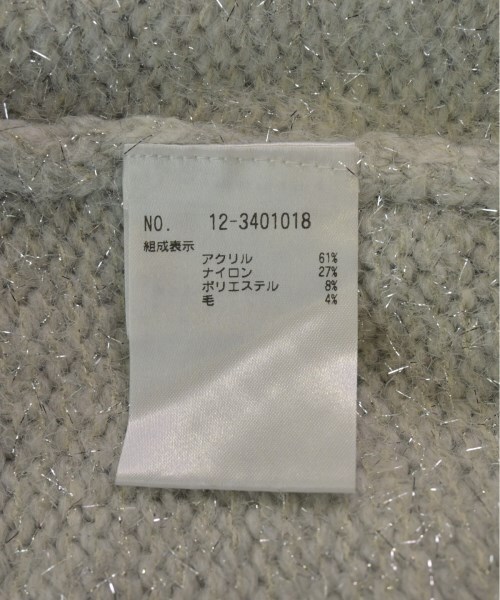 NO. 12-3401018
組成表示
アクリル 61%
ナイロン 27%
ポリエステル 8%
毛 4%